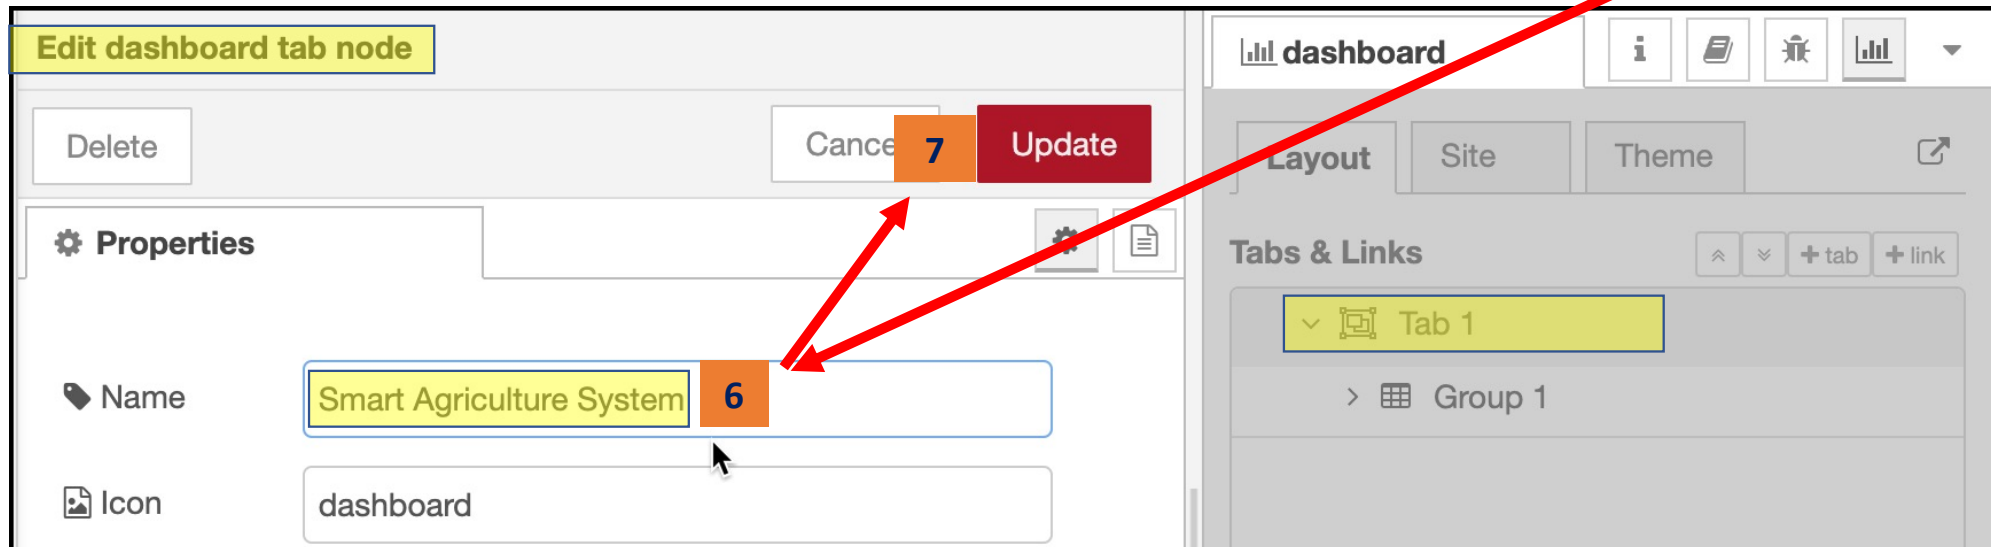 Edit dashboard tab node
Delete
Cance
7
Update
Properties
Name
Smart Agriculture System
6
Icon
dashboard
dashboard
Layout
Site
Theme
Tabs & Links
+ tab
+ link
Tab 1
Group 1